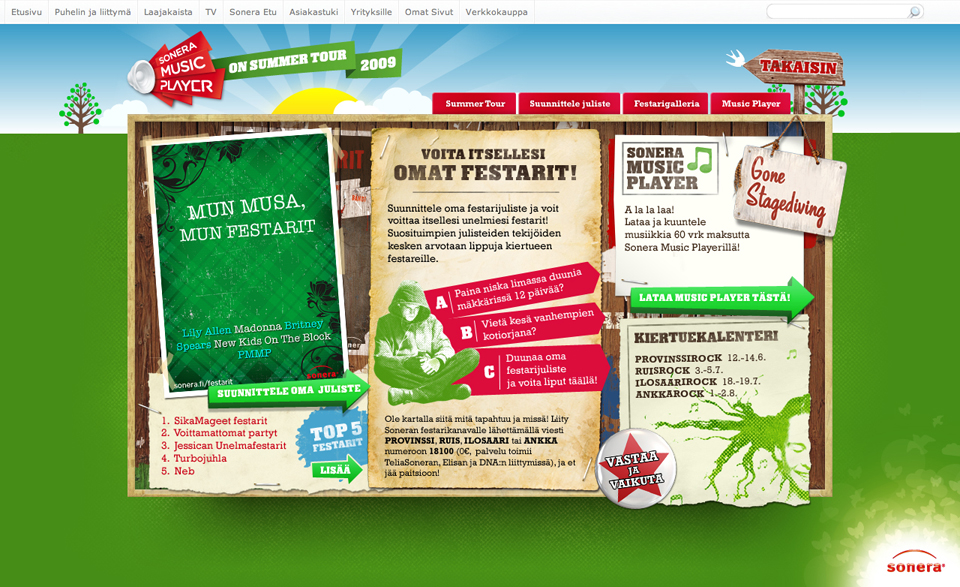 Etusivu Puhelin ja liittymä Laajakaista TV Sonera Etu Asiakastuki Yrityksille Omat Sivut Verkkokauppa
SONERA
MUSIC
PLAYER
ON SUMMER TOUR 2009
TAKAISIN
Summer Tour Suunnittele juliste Festarigalleria Music Player
MUN MUSA,
MUN FESTARIT
Lily Allen Madonna Britney
Spears New Kids On The Block
PMMP
sonera.fi/festarit
sonera
SUUNNITTELE OMA JULISTE
1. SikaMageet festarit
2. Voittamattomat partyt
3. Jessican Unelmafestarit
4. Turbojuhla
5. Neb
TOP 5
FESTARIT
LISÄÄ
VOITA ITSELLESI
OMAT FESTARIT!
Suunnittele oma festarijuliste ja voit
voittaa itsellesi unelmiesi festarit!
Suosituimpien julisteiden tekijöiden
kesken arvotaan lippuja kiertueen
festareille.
A Paina niska limassa duunia
mäkkärissä 12 päivää?
B Vietä kesä vanhempien
kotiorjana?
C Duunaa oma
festarijuliste
ja voita liput täällä!
Ole kartalla siitä mitä tapahtuu ja missä! Liity
Soneran festarikanavalle lähettämällä viesti
PROVINSSI, RUIS, ILOSAARI tai ANKKA
numeroon 18100 (0€, palvelu toimii
TeliaSoneran, Elisan ja DNA:n liittymissä), ja et
jää paitsioon!
SONERA
MUSIC
PLAYER
Gone
Stagediving
A la la laa!
Lataa ja kuuntele
musiikkia 60 vrk maksutta
Sonera Music Playerillä!
LATAA MUSIC PLAYER TÄSTÄ!
KIERTUEKALENTERI
PROVINSSIROCK 12.-14.6.
RUISROCK 3.-5.7.
ILOSAARIROCK 18.-19.7.
ANKKAROCK 1.-2.8.
VASTAA
JA
VAIKUTA
sonera